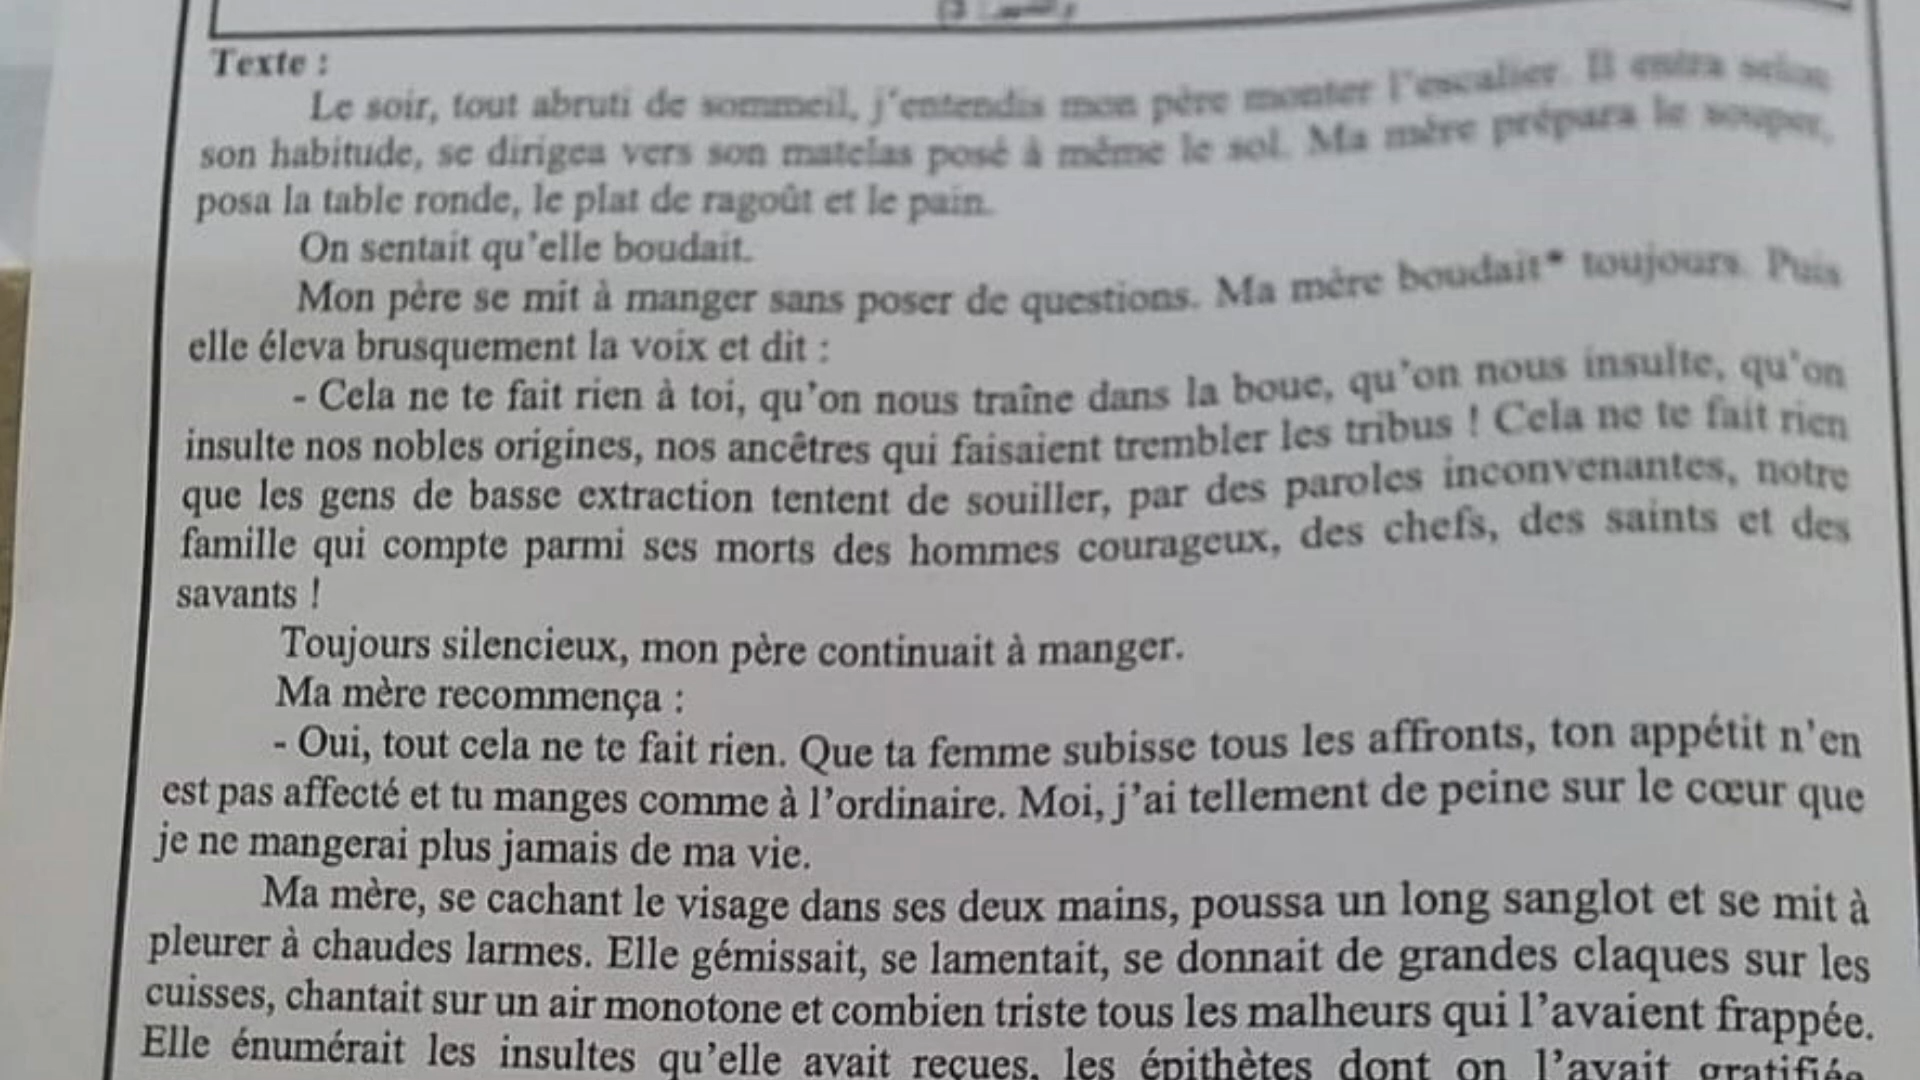 Texte :
Le soir, tout abruti de sommeil, j'entendis mon père monter l'escalier. Il entra selon
son habitude, se dirigea vers son matelas posé à même le sol. Ma mère prépara le souper,
posa la table ronde, le plat de ragoût et le pain.
On sentait qu'elle boudait.
Mon père se mit à manger sans poser de questions. Ma mère boudait* toujours. Puis
elle éleva brusquement la voix et dit :
- Cela ne te fait rien à toi, qu'on nous traîne dans la boue, qu'on nous insulte, qu'on
insulte nos nobles origines, nos ancêtres qui faisaient trembler les tribus ! Cela ne te fait rien
que les gens de basse extraction tentent de souiller, par des paroles inconvenantes, notre
famille qui compte parmi ses morts des hommes courageux, des chefs, des saints et des
savants !
Toujours silencieux, mon père continuait à manger.
Ma mère recommença :
- Oui, tout cela ne te fait rien. Que ta femme subisse tous les affronts, ton appétit n'en
est pas affecté et tu manges comme à l'ordinaire. Moi, j'ai tellement de peine sur le cœur que
je ne mangerai plus jamais de ma vie.
Ma mère, se cachant le visage dans ses deux mains, poussa un long sanglot et se mit à
pleurer à chaudes larmes. Elle gémissait, se lamentait, se donnait de grandes claques sur les
cuisses, chantait sur un air monotone et combien triste tous les malheurs qui l'avaient frappée.
Elle énumérait les insultes qu'elle avait reçues, les épithètes dont on l'avait gratifiée